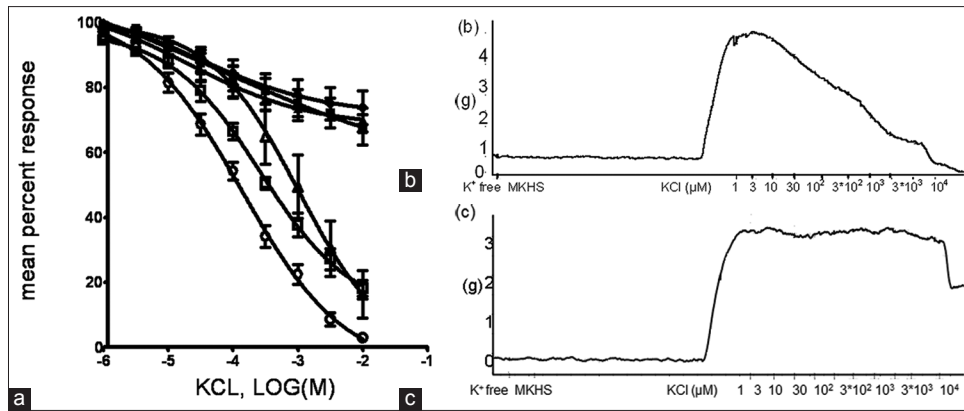 100
80
60
40
20
0
-6 -5 -4 -3 -2 -1
mean percent response
KCL, LOG(M)
a
(b)
4
3
(g)
2
1
0
K⁺ free MKHS KCl (µM) 1 3 10 30 10² 3*10² 10³ 3*10³ 10⁴
b
(c)
3
(g)
2
1
0
K⁺free MKHS KCl (µM) 1 3 10 30 10² 3*10² 10³ 3*10³ 10⁴
c